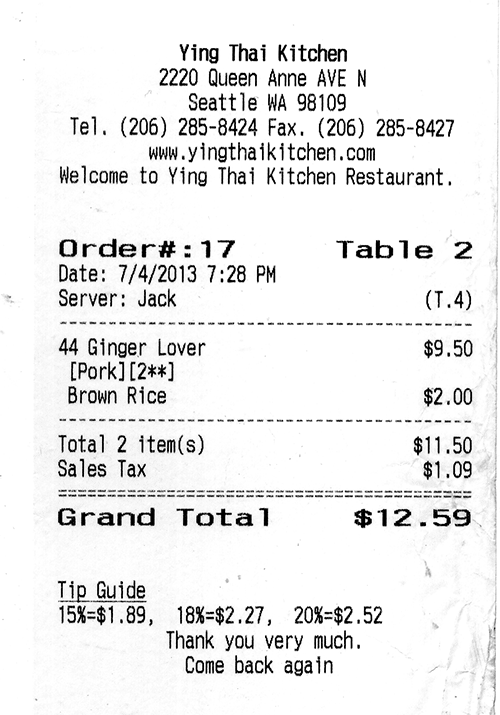 Ying Thai Kitchen
2220 Queen Anne AVE N
Seattle WA 98109
Tel. (206) 285-8424 Fax. (206) 285-8427
www.yingthaikitchen.com
Welcome to Ying Thai Kitchen Restaurant.
Order#:17 Table 2
Date: 7/4/2013 7:28 PM
Server: Jack (T.4)
44 Ginger Lover $9.50
[Pork][2**]
Brown Rice $2.00
Total 2 item(s) $11.50
Sales Tax $1.09
Grand Total $12.59
Tip Guide
15%=$1.89, 18%=$2.27, 20%=$2.52
Thank you very much.
Come back again